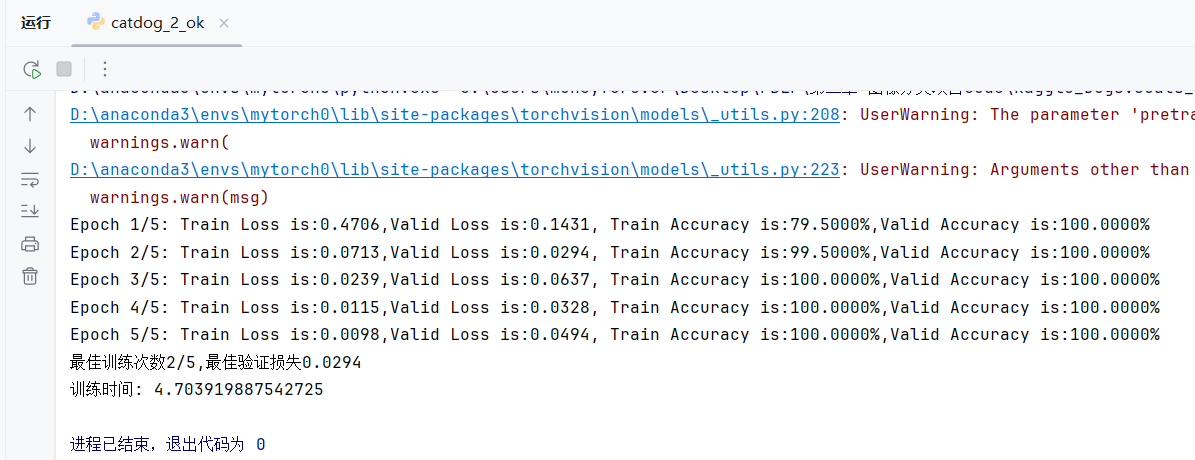 运行 catdog_2_ok
D:\anaconda3\envs\mytorch0\lib\site-packages\torchvision\models\_utils.py:208: UserWarning: The parameter 'pretra
warnings.warn(
D:\anaconda3\envs\mytorch0\lib\site-packages\torchvision\models\_utils.py:223: UserWarning: Arguments other than
warnings.warn(msg)
Epoch 1/5: Train Loss is:0.4706,Valid Loss is:0.1431, Train Accuracy is:79.5000%,Valid Accuracy is:100.0000%
Epoch 2/5: Train Loss is:0.0713,Valid Loss is:0.0294, Train Accuracy is:99.5000%,Valid Accuracy is:100.0000%
Epoch 3/5: Train Loss is:0.0239,Valid Loss is:0.0637, Train Accuracy is:100.0000%,Valid Accuracy is:100.0000%
Epoch 4/5: Train Loss is:0.0115,Valid Loss is:0.0328, Train Accuracy is:100.0000%,Valid Accuracy is:100.0000%
Epoch 5/5: Train Loss is:0.0098,Valid Loss is:0.0494, Train Accuracy is:100.0000%,Valid Accuracy is:100.0000%
最佳训练次数2/5,最佳验证损失0.0294
训练时间: 4.703919887542725
进程已结束，退出代码为 0